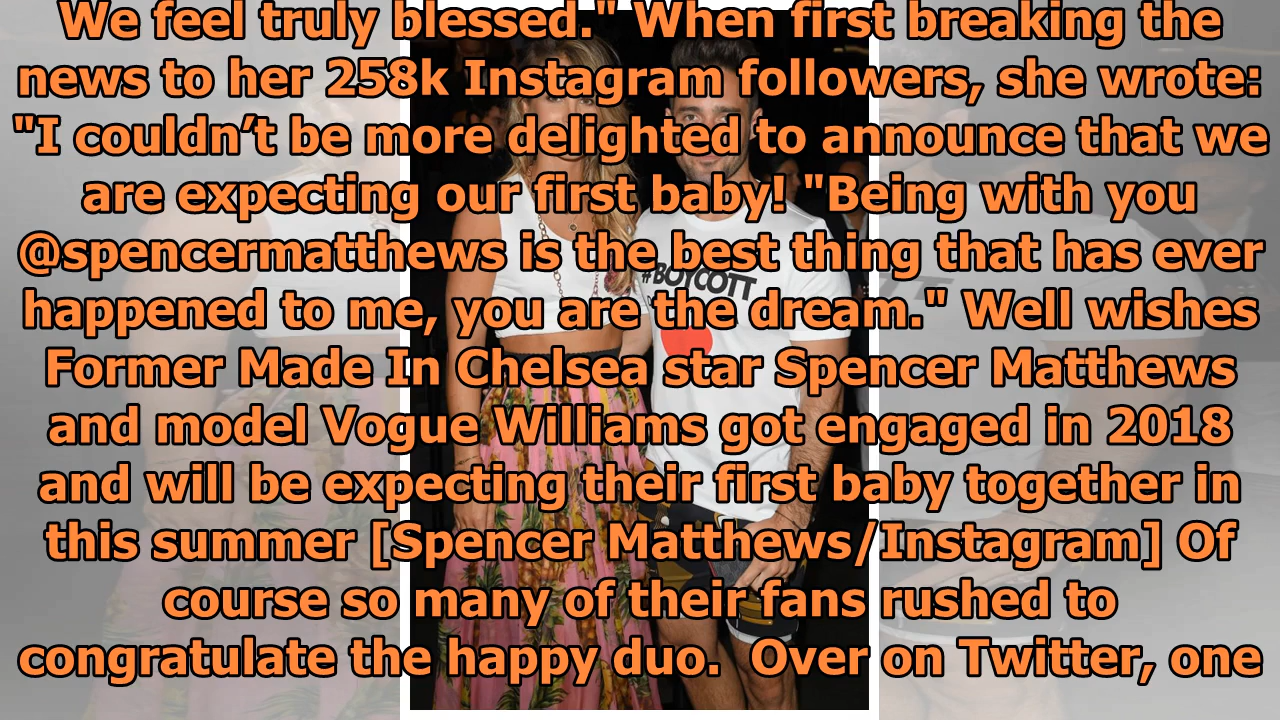 We feel truly blessed." When first breaking the
news to her 258k Instagram followers, she wrote:
"I couldn’t be more delighted to announce that we
are expecting our first baby! "Being with you
@spencermatthews is the best thing that has ever
happened to me, you are the dream." Well wishes
Former Made In Chelsea star Spencer Matthews
and model Vogue Williams got engaged in 2018
and will be expecting their first baby together in
this summer [Spencer Matthews/Instagram] Of
course so many of their fans rushed to
congratulate the happy duo.  Over on Twitter, one
#BOYCOTT